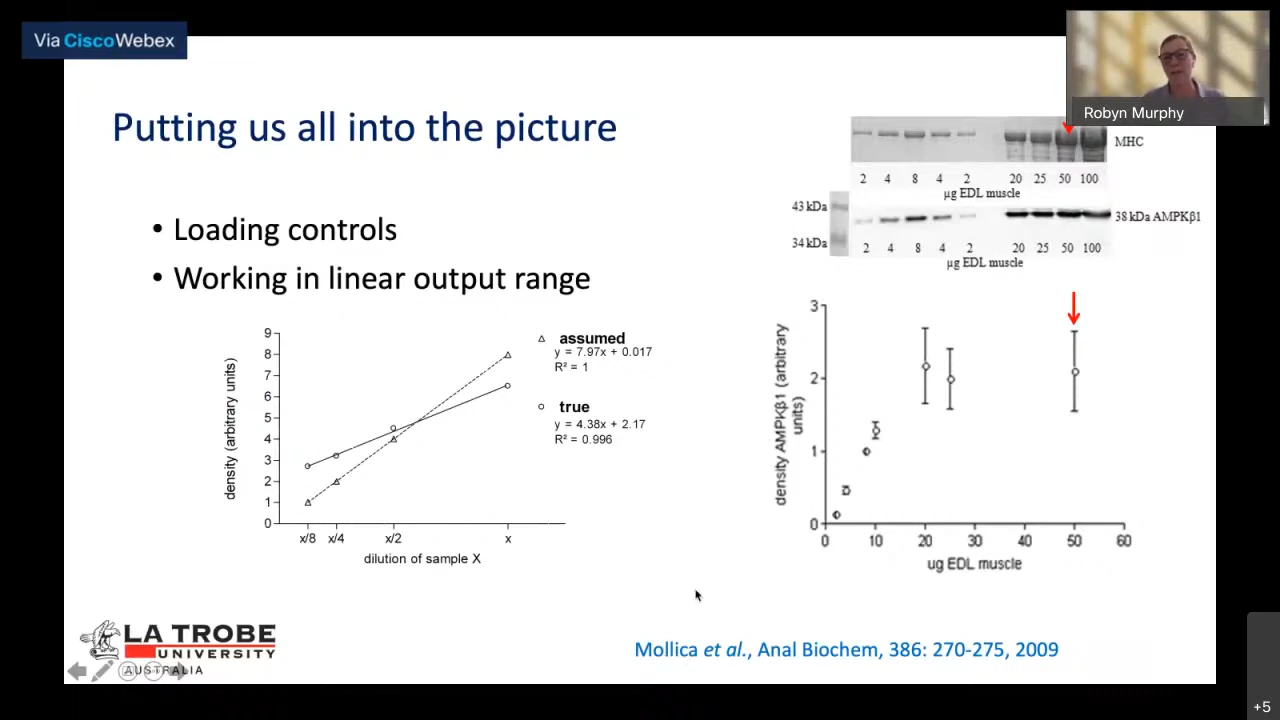 Via CiscoWebex
Robyn Murphy
Putting us all into the picture
• Loading controls
• Working in linear output range
MHC
2 4 8 4 2 20 25 50 100
µg EDL muscle
43 kDa
34 kDa
38 kDa AMPKβ1
2 4 8 4 2 20 25 50 100
µg EDL muscle
9
8
7
6
5
4
3
2
1
0
density (arbitrary units)
x/8 x/4 x/2 x
dilution of sample X
assumed
y = 7.97x + 0.017
R² = 1
true
y = 4.38x + 2.17
R² = 0.996
3
2
1
0
density AMPKβ1 (arbitrary
units)
0 10 20 30 40 50 60
ug EDL muscle
LA TROBE
UNIVERSITY
AUSTRALIA
Mollica et al., Anal Biochem, 386: 270-275, 2009
+5